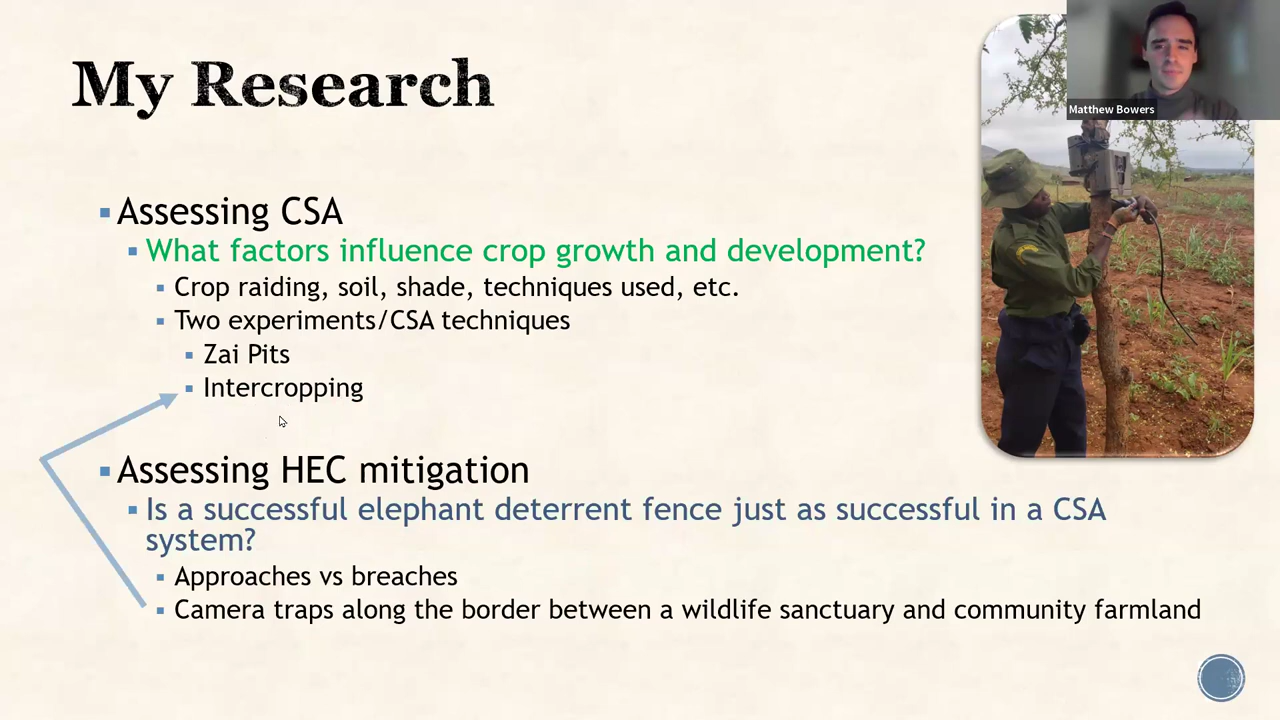 My Research
Matthew Bowers
Assessing CSA
What factors influence crop growth and development?
Crop raiding, soil, shade, techniques used, etc.
Two experiments/CSA techniques
Zai Pits
Intercropping
Assessing HEC mitigation
Is a successful elephant deterrent fence just as successful in a CSA
system?
Approaches vs breaches
Camera traps along the border between a wildlife sanctuary and community farmland